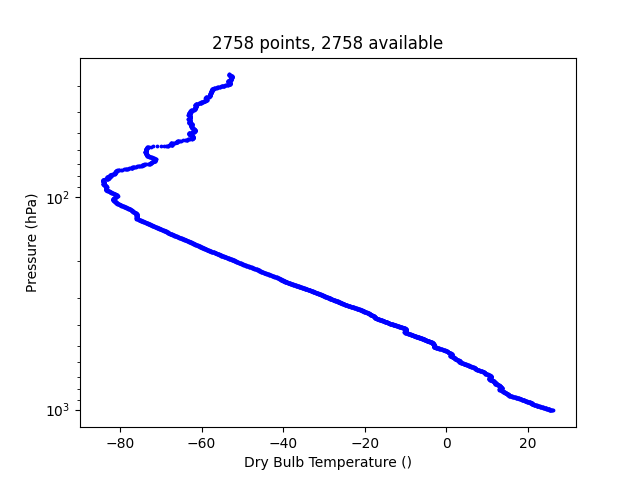 2758 points, 2758 available
Pressure (hPa)
10²
10³
−80 −60 −40 −20 0 20
Dry Bulb Temperature ()